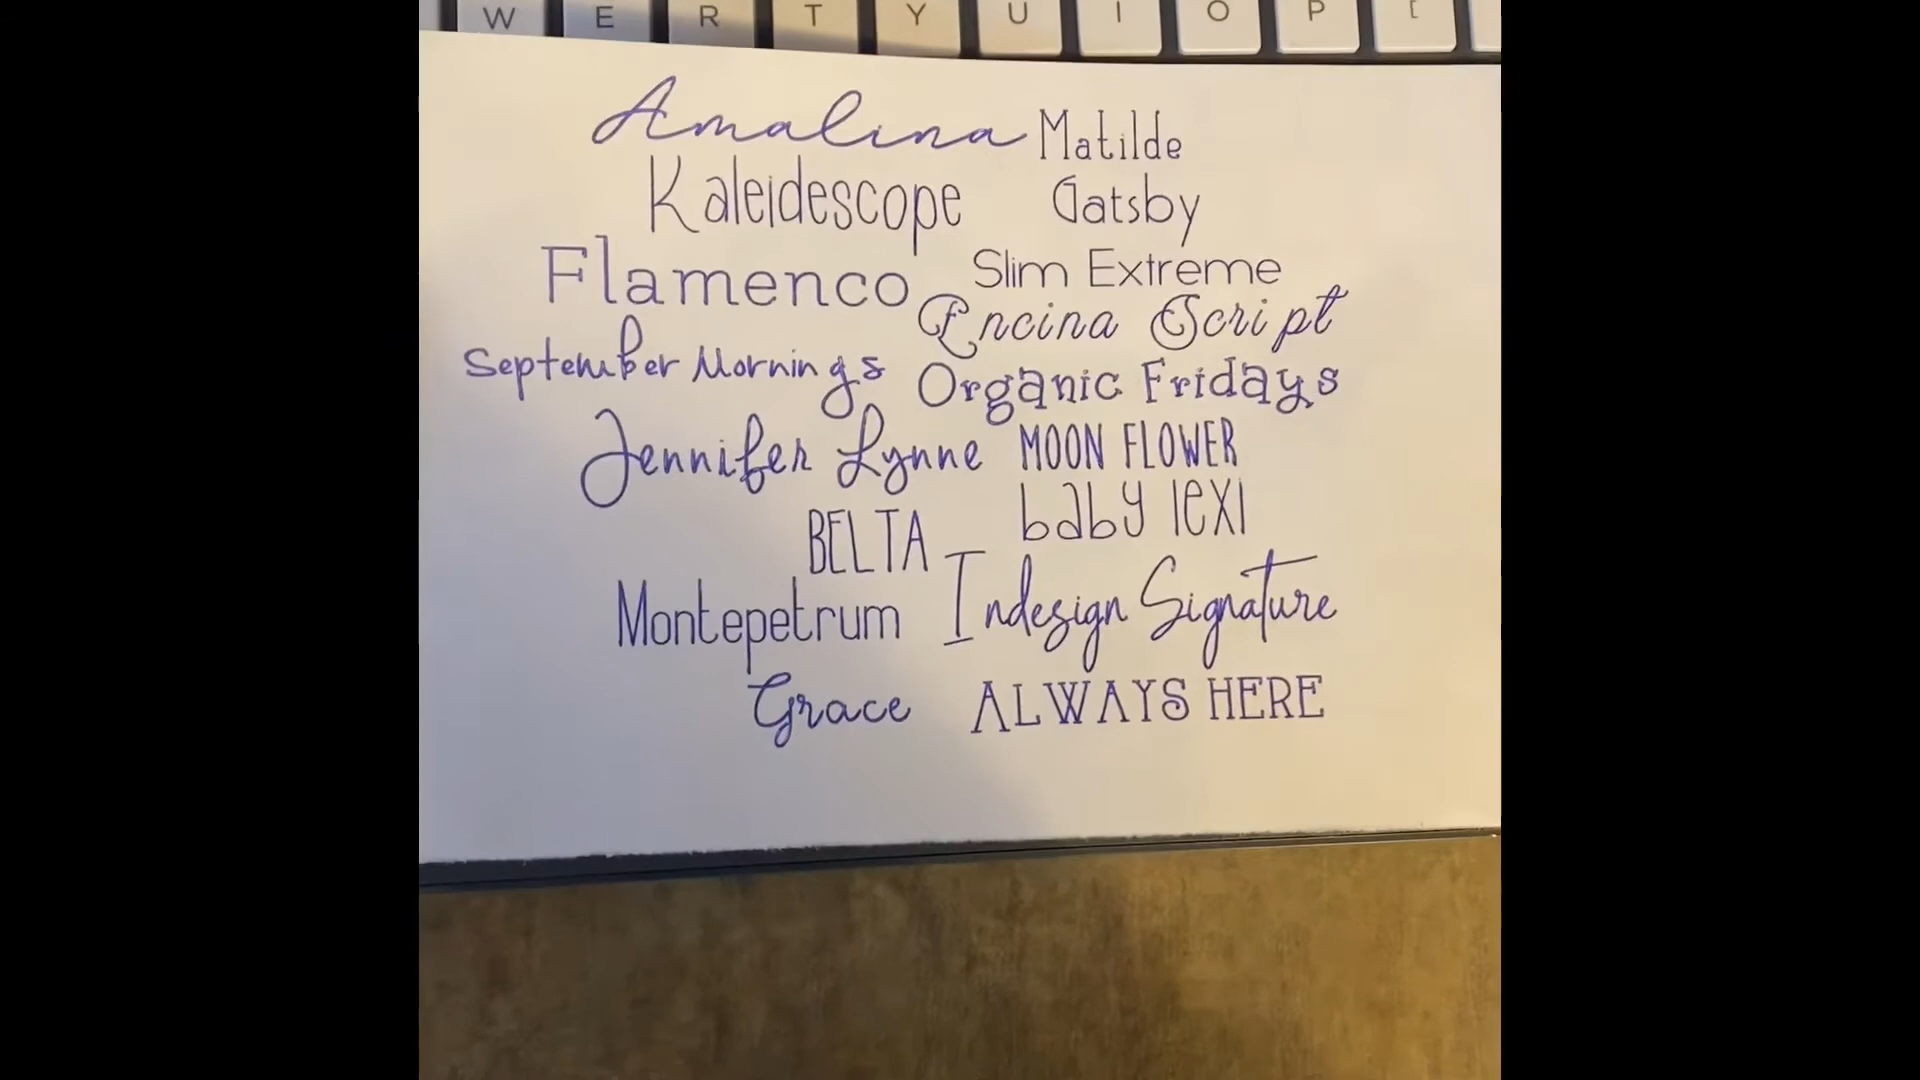 W E R T Y U I O P [
Amalina Matilde
Kaleidescope Gatsby
Flamenco Slim Extreme
Encina Script
September Mornings Organic Fridays
Jennifer Lynne MOON FLOWER
BELTA baby lexi
Montepetrum Indesign Signature
Grace ALWAYS HERE